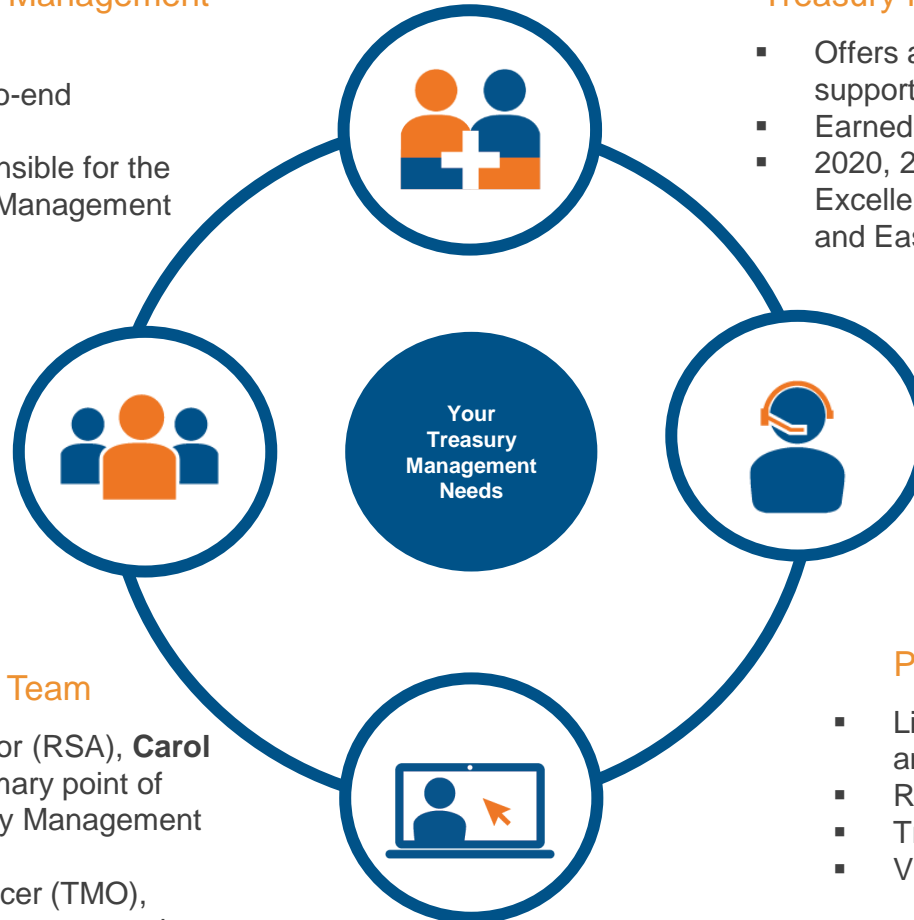 Management
o-end
nsible for the
Management
Treasury
Offers a
support
Earned
2020, 2
Excelle
and Eas
Your
Treasury
Management
Needs
Team
or (RSA), Carol
mary point of
y Management
cer (TMO),
P
Li
ar
R
Tr
V